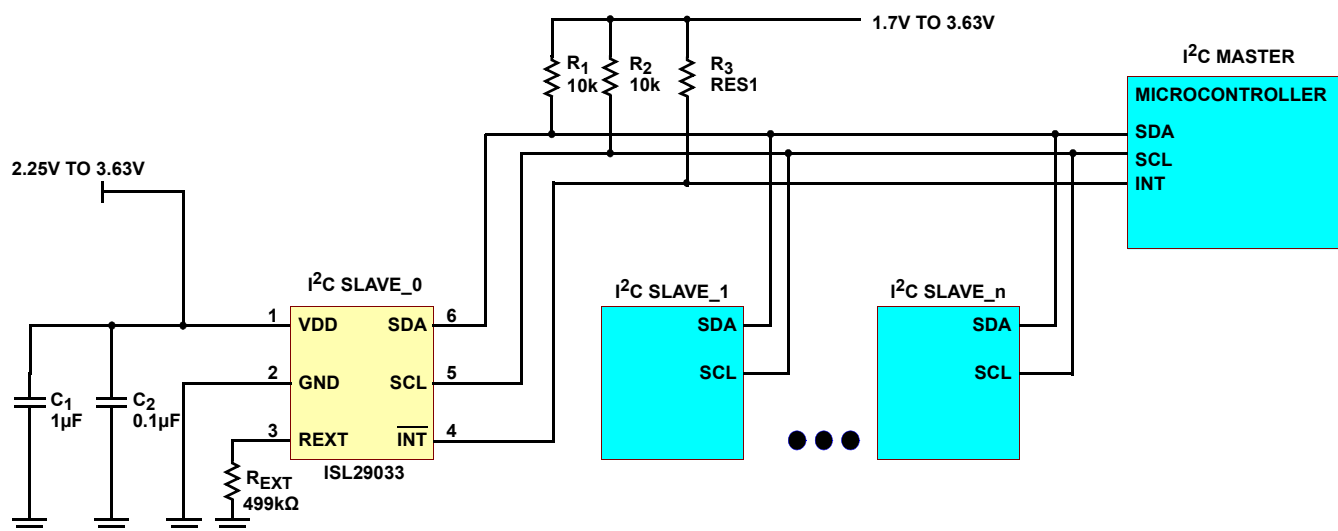 1.7V TO 3.63V
R1
10k
R2
10k
R3
RES1
I²C MASTER
MICROCONTROLLER
SDA
SCL
INT
2.25V TO 3.63V
I²C SLAVE_0
1
VDD
SDA
6
2
GND
SCL
5
3
REXT
INT
4
ISL29033
C1
1µF
C2
0.1µF
REXT
499kΩ
I²C SLAVE_1
SDA
SCL
I²C SLAVE_n
SDA
SCL